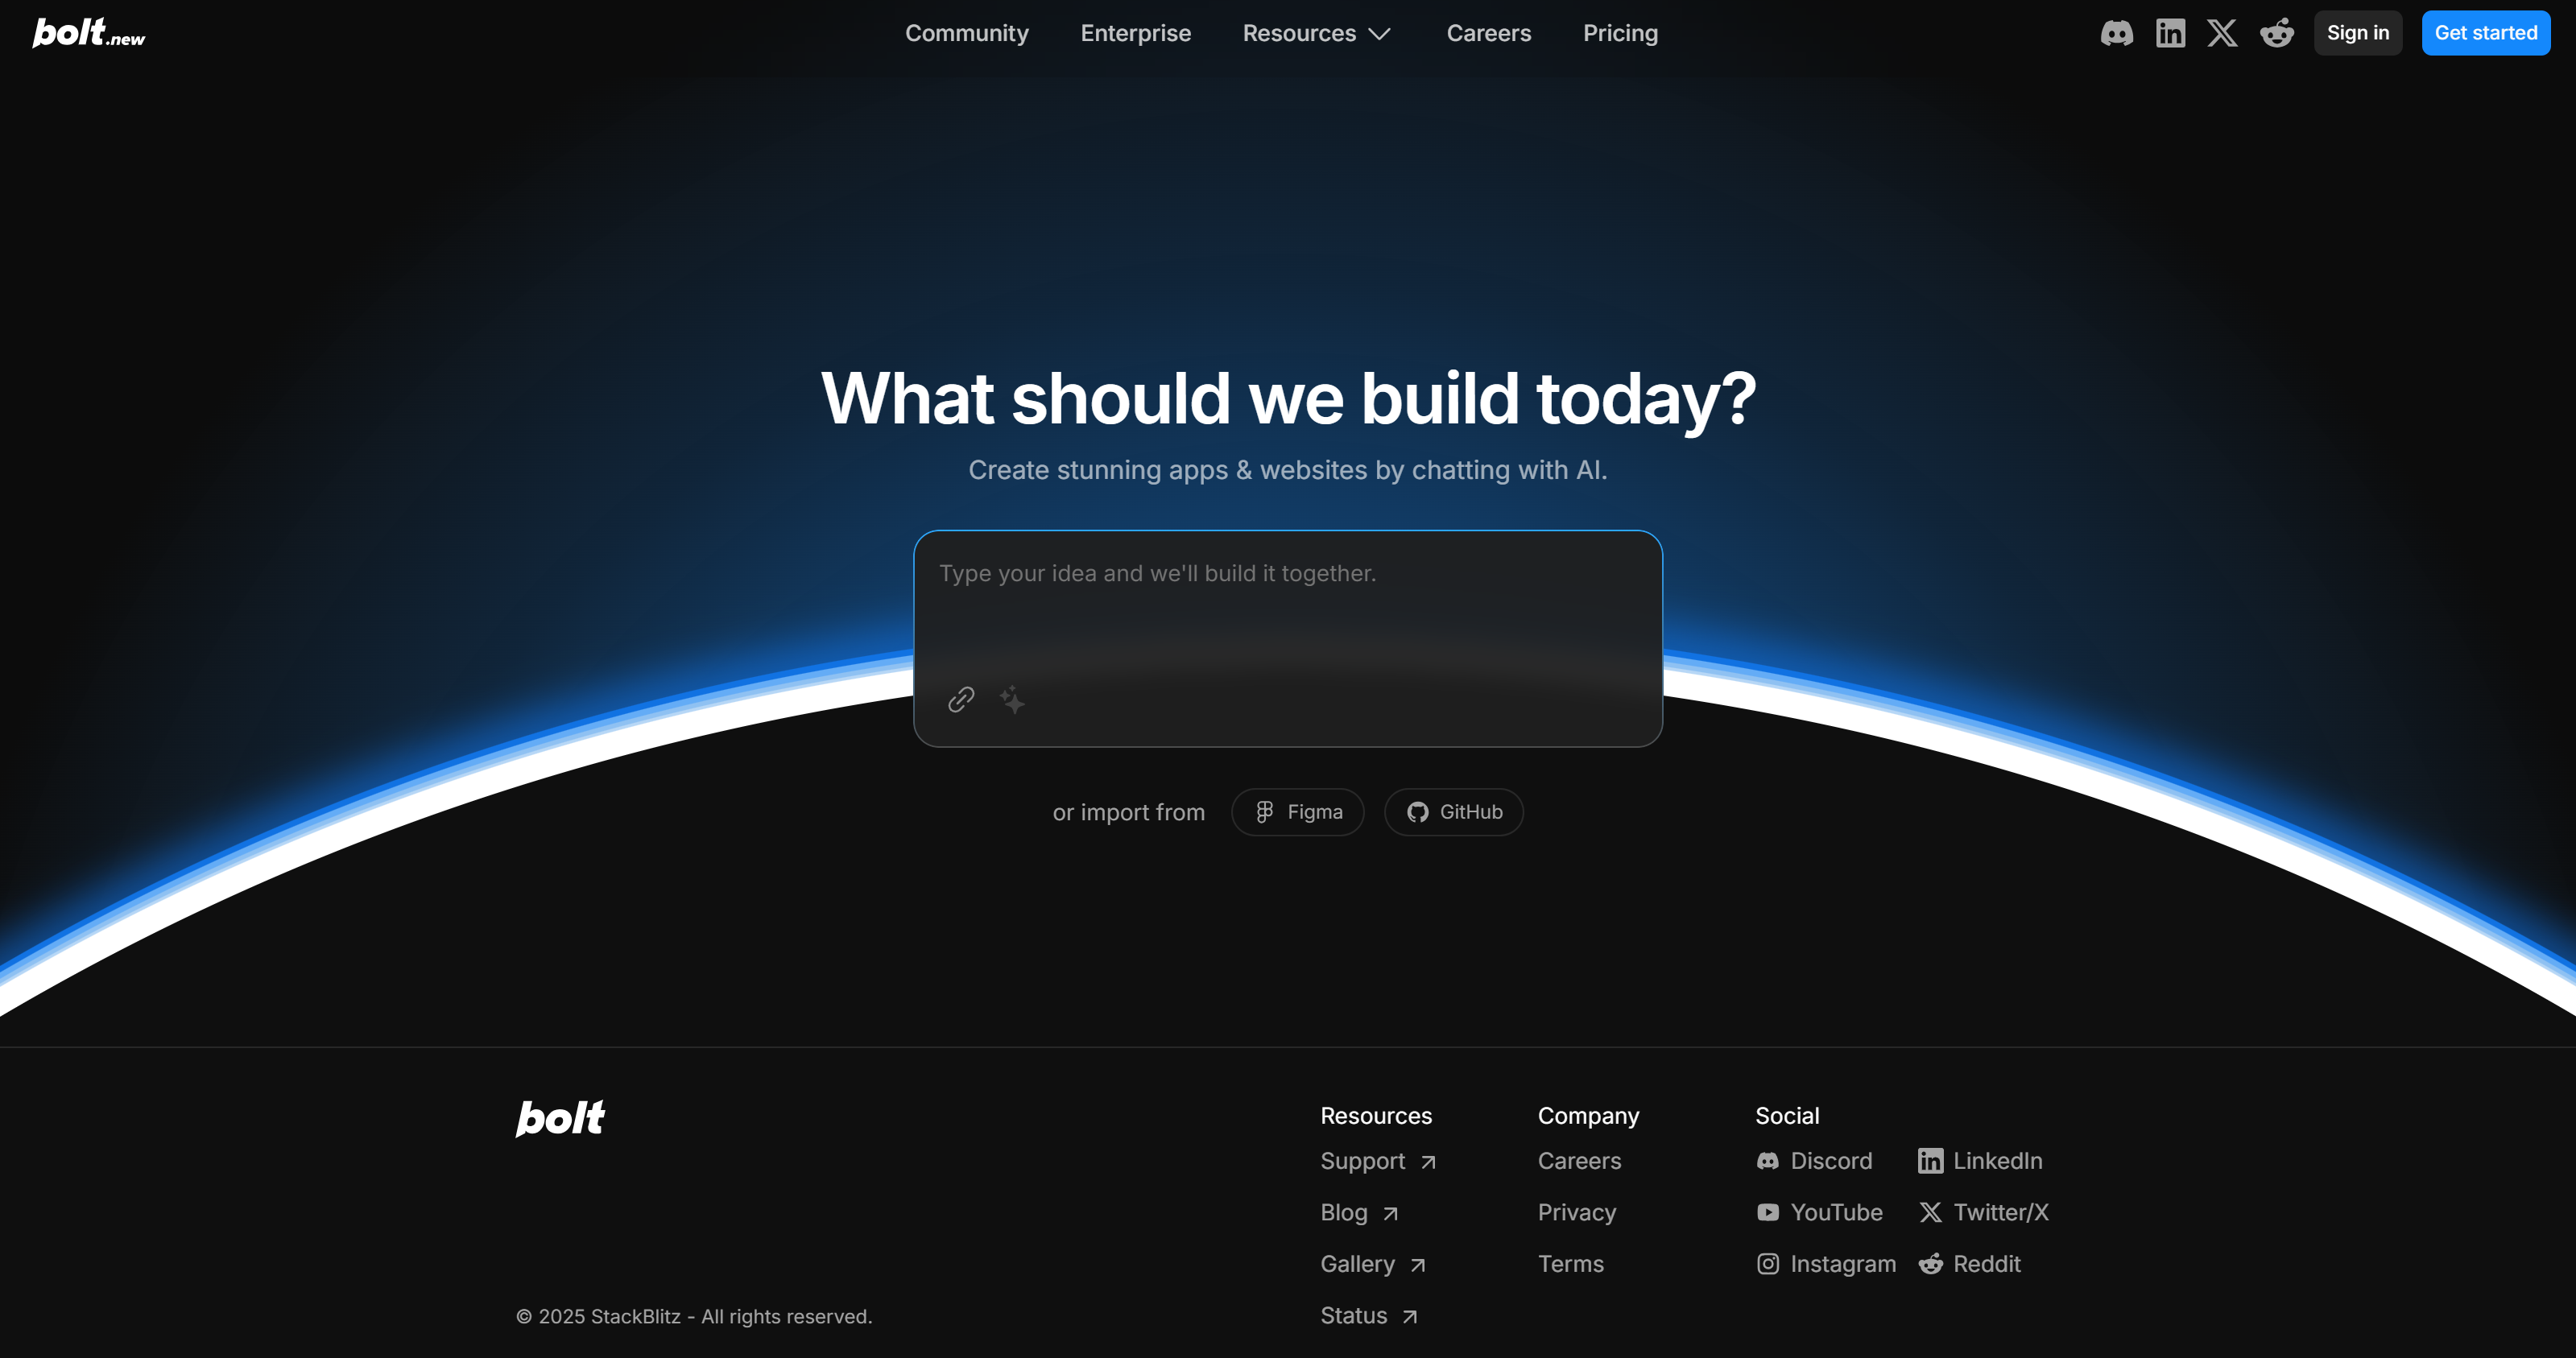 bolt.new
Community Enterprise Resources Careers Pricing
Sign in Get started
What should we build today?
Create stunning apps & websites by chatting with AI.
Type your idea and we'll build it together.
or import from Figma GitHub
bolt
© 2025 StackBlitz - All rights reserved.
Resources
Support
Blog
Gallery
Status
Company
Careers
Privacy
Terms
Social
Discord LinkedIn
YouTube Twitter/X
Instagram Reddit